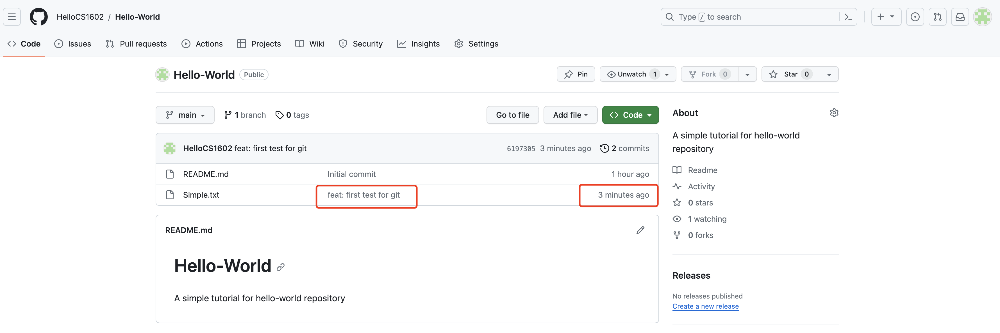 HelloCS1602 / Hello-World
Type / to search
Code Issues Pull requests Actions Projects Wiki Security Insights Settings
Hello-World Public
Pin Unwatch 1 Fork 0 Star 0
main 1 branch 0 tags Go to file Add file Code
HelloCS1602 feat: first test for git 6197305 3 minutes ago 2 commits
README.md Initial commit 1 hour ago
Simple.txt feat: first test for git 3 minutes ago
README.md
Hello-World
A simple tutorial for hello-world repository
About
A simple tutorial for hello-world
repository
Readme
Activity
0 stars
1 watching
0 forks
Releases
No releases published
Create a new release